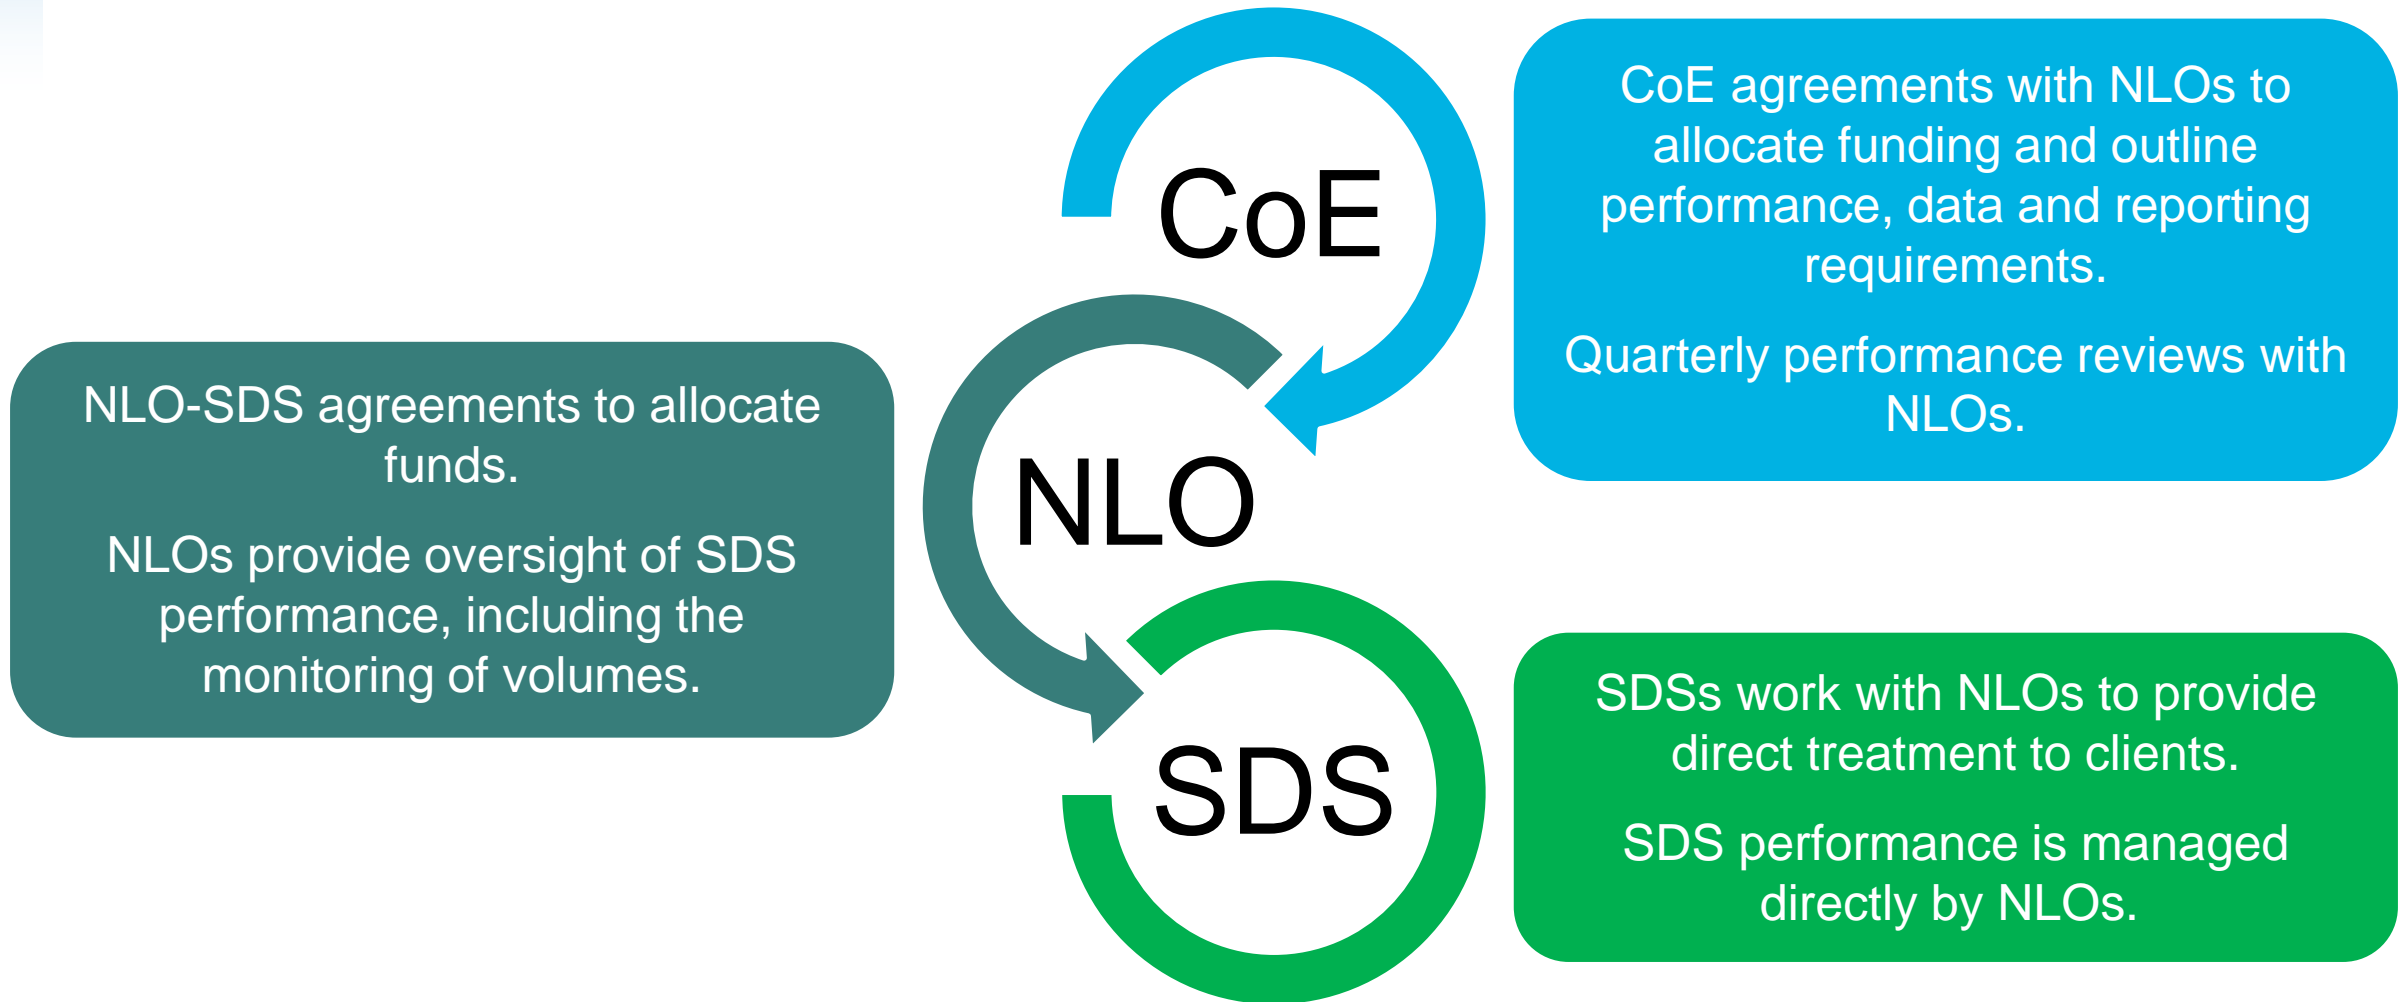 CoE
CoE agreements with NLOs to
allocate funding and outline
performance, data and reporting
requirements.
Quarterly performance reviews with
NLOs.
NLO-SDS agreements to allocate
funds.
NLOs provide oversight of SDS
performance, including the
monitoring of volumes.
NLO
SDS
SDSs work with NLOs to provide
direct treatment to clients.
SDS performance is managed
directly by NLOs.